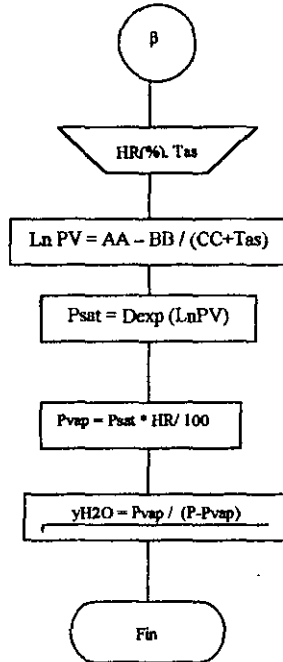 β
HR(%), Tas
Ln PV = AA – BB / (CC+Tas)
Psat = Dexp (LnPV)
Pvap = Psat * HR/ 100
yH2O = Pvap / (P-Pvap)
Fin